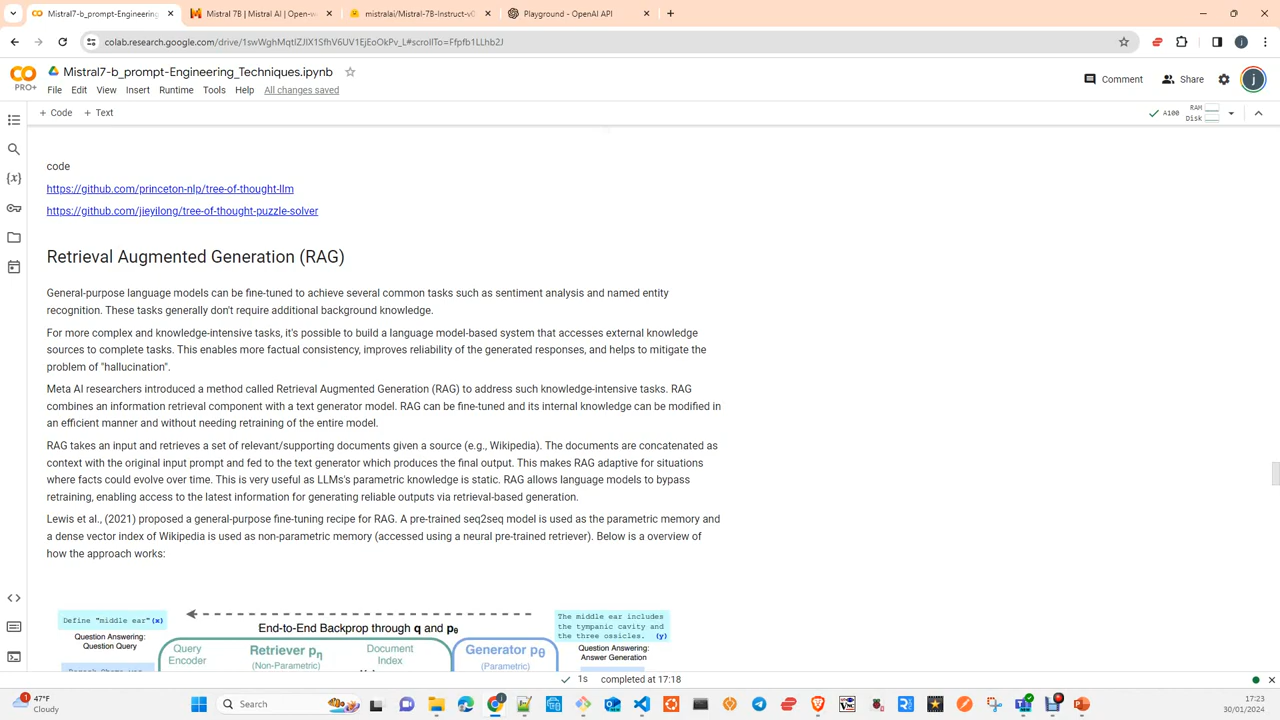 Mistral7-b_prompt-Engineering_
Mistral 7B | Mistral AI | Open-w
mistralai/Mistral-7B-Instruct-v0
Playground - OpenAI API
colab.research.google.com/drive/1swWghMqtlZJIX1SfhV6UV1EjEoOkPv_L#scrollTo=Ffpfb1LLhb2J
PRO+
Mistral7-b_prompt-Engineering_Techniques.ipynb
File Edit View Insert Runtime Tools Help All changes saved
Comment
Share
j
+ Code + Text
A100
RAM
Disk
code
https://github.com/princeton-nlp/tree-of-thought-llm
https://github.com/jieyilong/tree-of-thought-puzzle-solver
Retrieval Augmented Generation (RAG)
General-purpose language models can be fine-tuned to achieve several common tasks such as sentiment analysis and named entity
recognition. These tasks generally don't require additional background knowledge.
For more complex and knowledge-intensive tasks, it's possible to build a language model-based system that accesses external knowledge
sources to complete tasks. This enables more factual consistency, improves reliability of the generated responses, and helps to mitigate the
problem of "hallucination".
Meta AI researchers introduced a method called Retrieval Augmented Generation (RAG) to address such knowledge-intensive tasks. RAG
combines an information retrieval component with a text generator model. RAG can be fine-tuned and its internal knowledge can be modified in
an efficient manner and without needing retraining of the entire model.
RAG takes an input and retrieves a set of relevant/supporting documents given a source (e.g., Wikipedia). The documents are concatenated as
context with the original input prompt and fed to the text generator which produces the final output. This makes RAG adaptive for situations
where facts could evolve over time. This is very useful as LLMs's parametric knowledge is static. RAG allows language models to bypass
retraining, enabling access to the latest information for generating reliable outputs via retrieval-based generation.
Lewis et al., (2021) proposed a general-purpose fine-tuning recipe for RAG. A pre-trained seq2seq model is used as the parametric memory and
a dense vector index of Wikipedia is used as non-parametric memory (accessed using a neural pre-trained retriever). Below is a overview of
how the approach works:
Define "middle ear"(x)
Question Answering:
Question Query
End-to-End Backprop through q and pθ
The middle ear includes
the tympanic cavity and
the three ossicles. (y)
Question Answering:
Answer Generation
Query
Encoder
Retriever pη
(Non-Parametric)
Document
Index
Generator pθ
(Parametric)
1s completed at 17:18
47°F
Cloudy
Search
17:23
30/01/2024